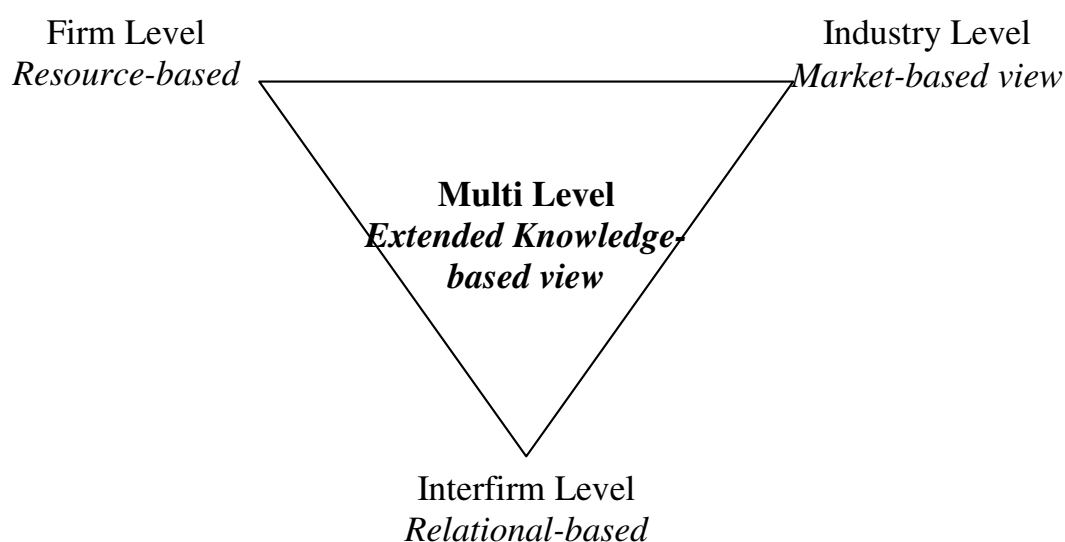 Firm Level
Resource-based
Industry Level
Market-based view
Multi Level
Extended Knowledge-
based view
Interfirm Level
Relational-based